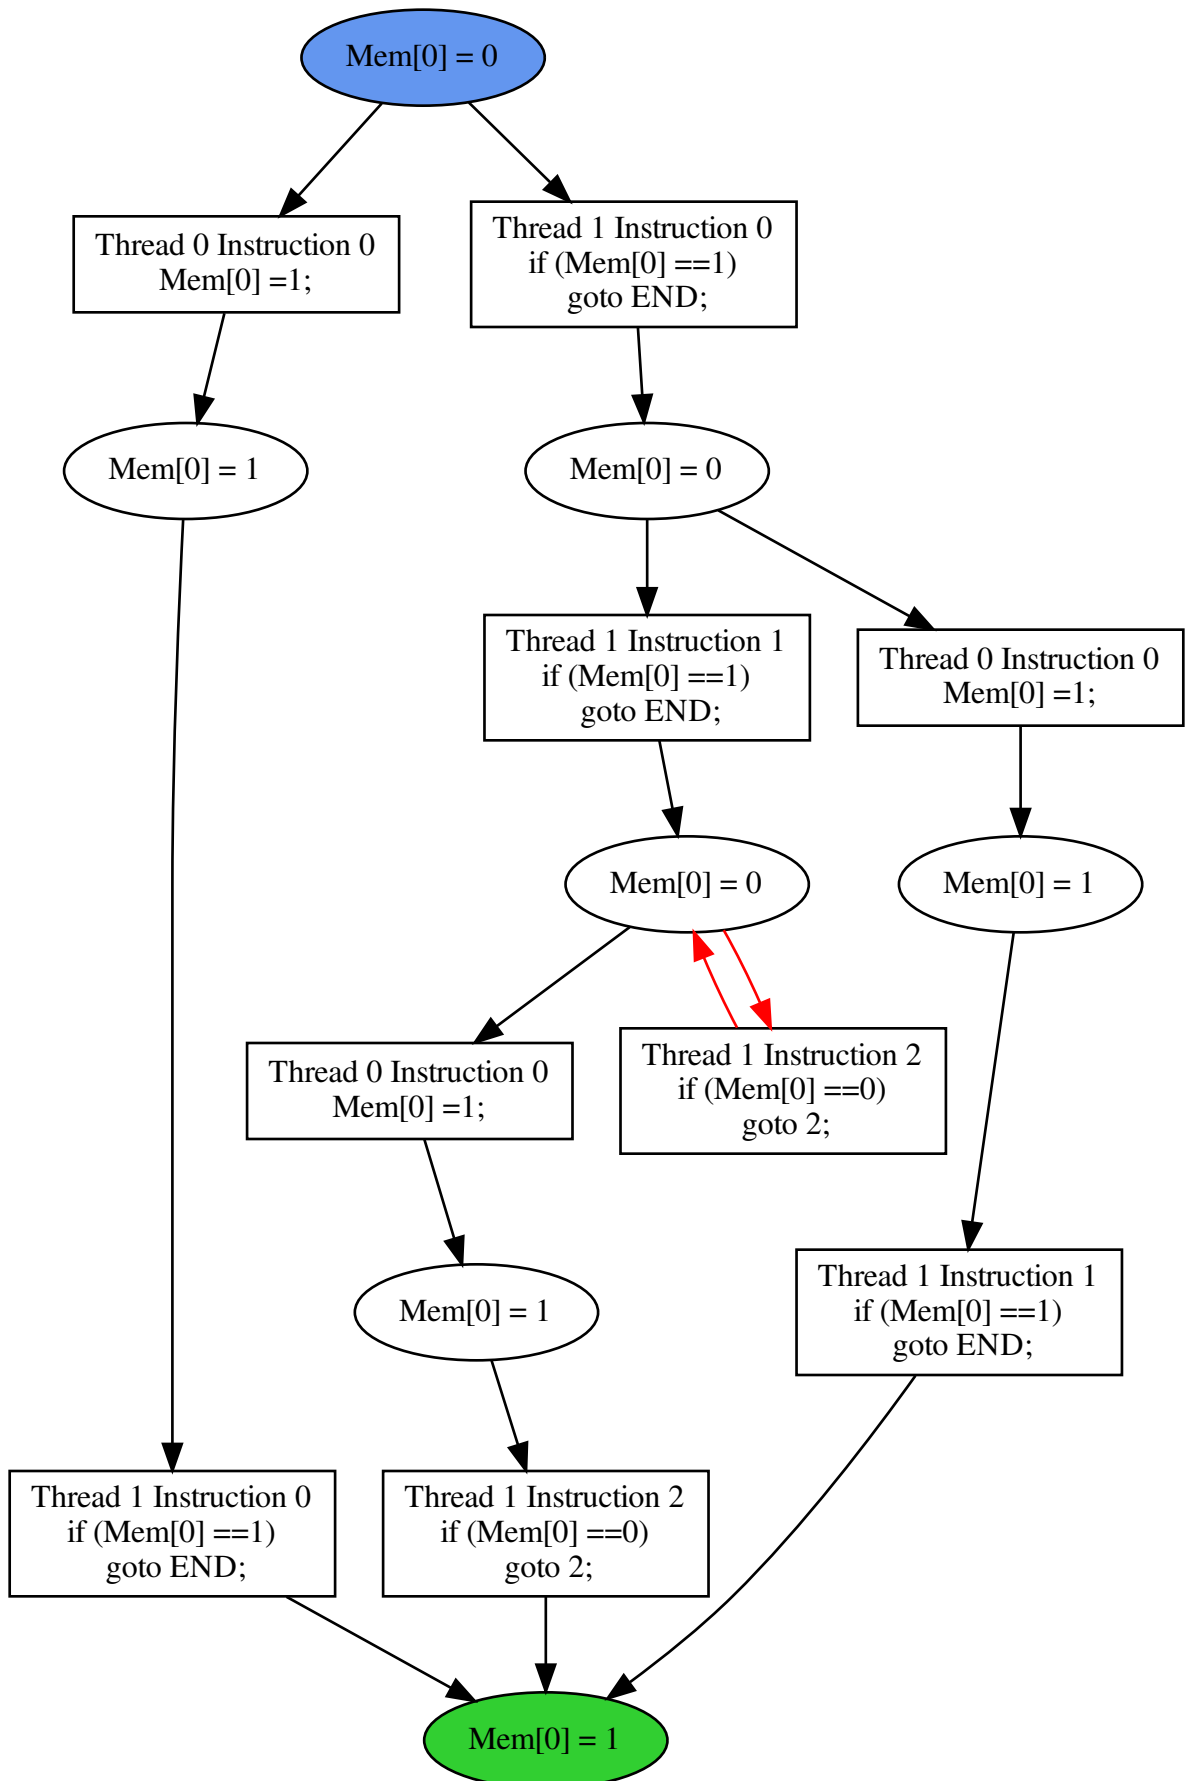 Mem[0] = 0
Thread 0 Instruction 0
Mem[0] =1;
Thread 1 Instruction 0
if (Mem[0] ==1)
goto END;
Mem[0] = 1
Mem[0] = 0
Thread 1 Instruction 1
if (Mem[0] ==1)
goto END;
Thread 0 Instruction 0
Mem[0] =1;
Mem[0] = 0
Mem[0] = 1
Thread 0 Instruction 0
Mem[0] =1;
Thread 1 Instruction 2
if (Mem[0] ==0)
goto 2;
Mem[0] = 1
Thread 1 Instruction 1
if (Mem[0] ==1)
goto END;
Thread 1 Instruction 0
if (Mem[0] ==1)
goto END;
Thread 1 Instruction 2
if (Mem[0] ==0)
goto 2;
Mem[0] = 1